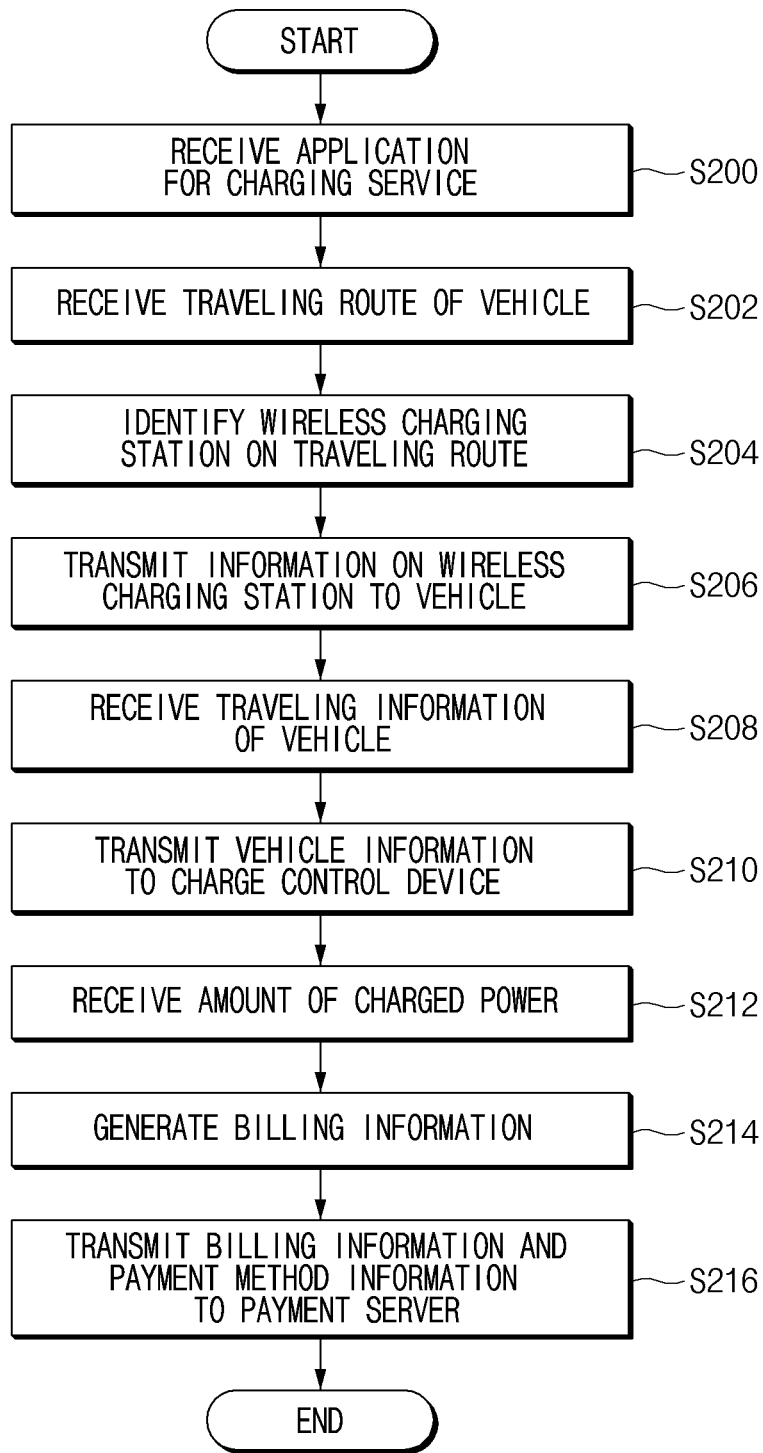 START
RECEIVE APPLICATION
FOR CHARGING SERVICE
S200
RECEIVE TRAVELING ROUTE OF VEHICLE
S202
IDENTIFY WIRELESS CHARGING
STATION ON TRAVELING ROUTE
S204
TRANSMIT INFORMATION ON WIRELESS
CHARGING STATION TO VEHICLE
S206
RECEIVE TRAVELING INFORMATION
OF VEHICLE
S208
TRANSMIT VEHICLE INFORMATION
TO CHARGE CONTROL DEVICE
S210
RECEIVE AMOUNT OF CHARGED POWER
S212
GENERATE BILLING INFORMATION
S214
TRANSMIT BILLING INFORMATION AND
PAYMENT METHOD INFORMATION
TO PAYMENT SERVER
S216
END